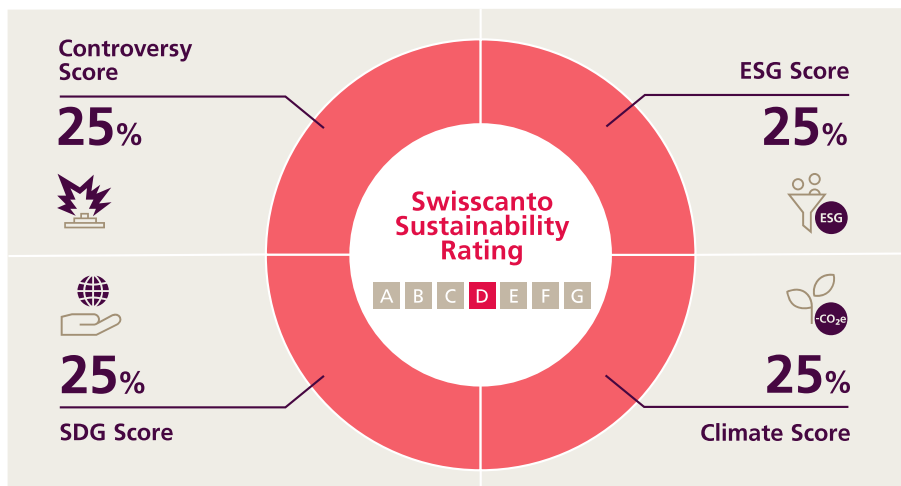 Controversy
Score
25%
ESG Score
25%
ESG
Swisscanto
Sustainability
Rating
A B C D E F G
25%
SDG Score
-CO₂e
25%
Climate Score